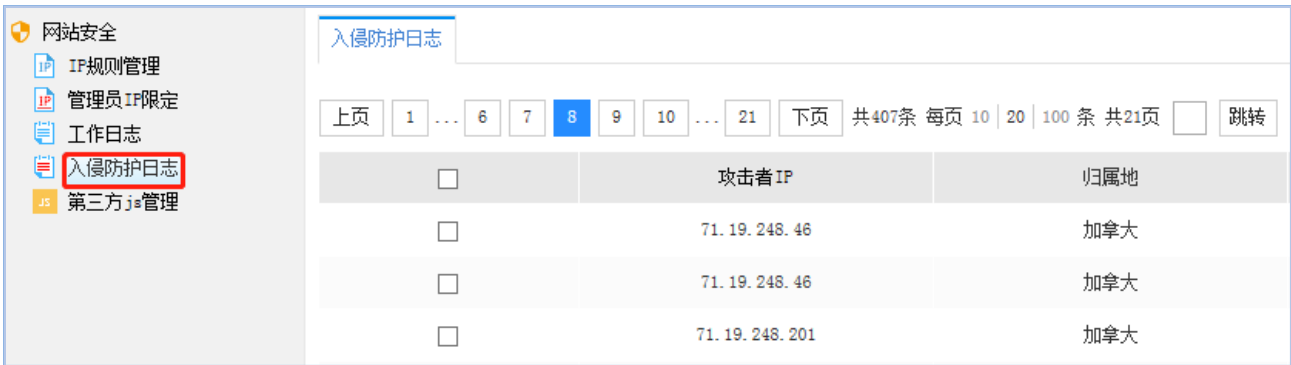 网站安全
IP规则管理
管理员IP限定
工作日志
入侵防护日志
JS 第三方js管理
入侵防护日志
上页 1 ... 6 7 8 9 10 ... 21 下页 共407条 每页 10 | 20 | 100 条 共21页 跳转
攻击者IP 归属地
71.19.248.46 加拿大
71.19.248.46 加拿大
71.19.248.201 加拿大